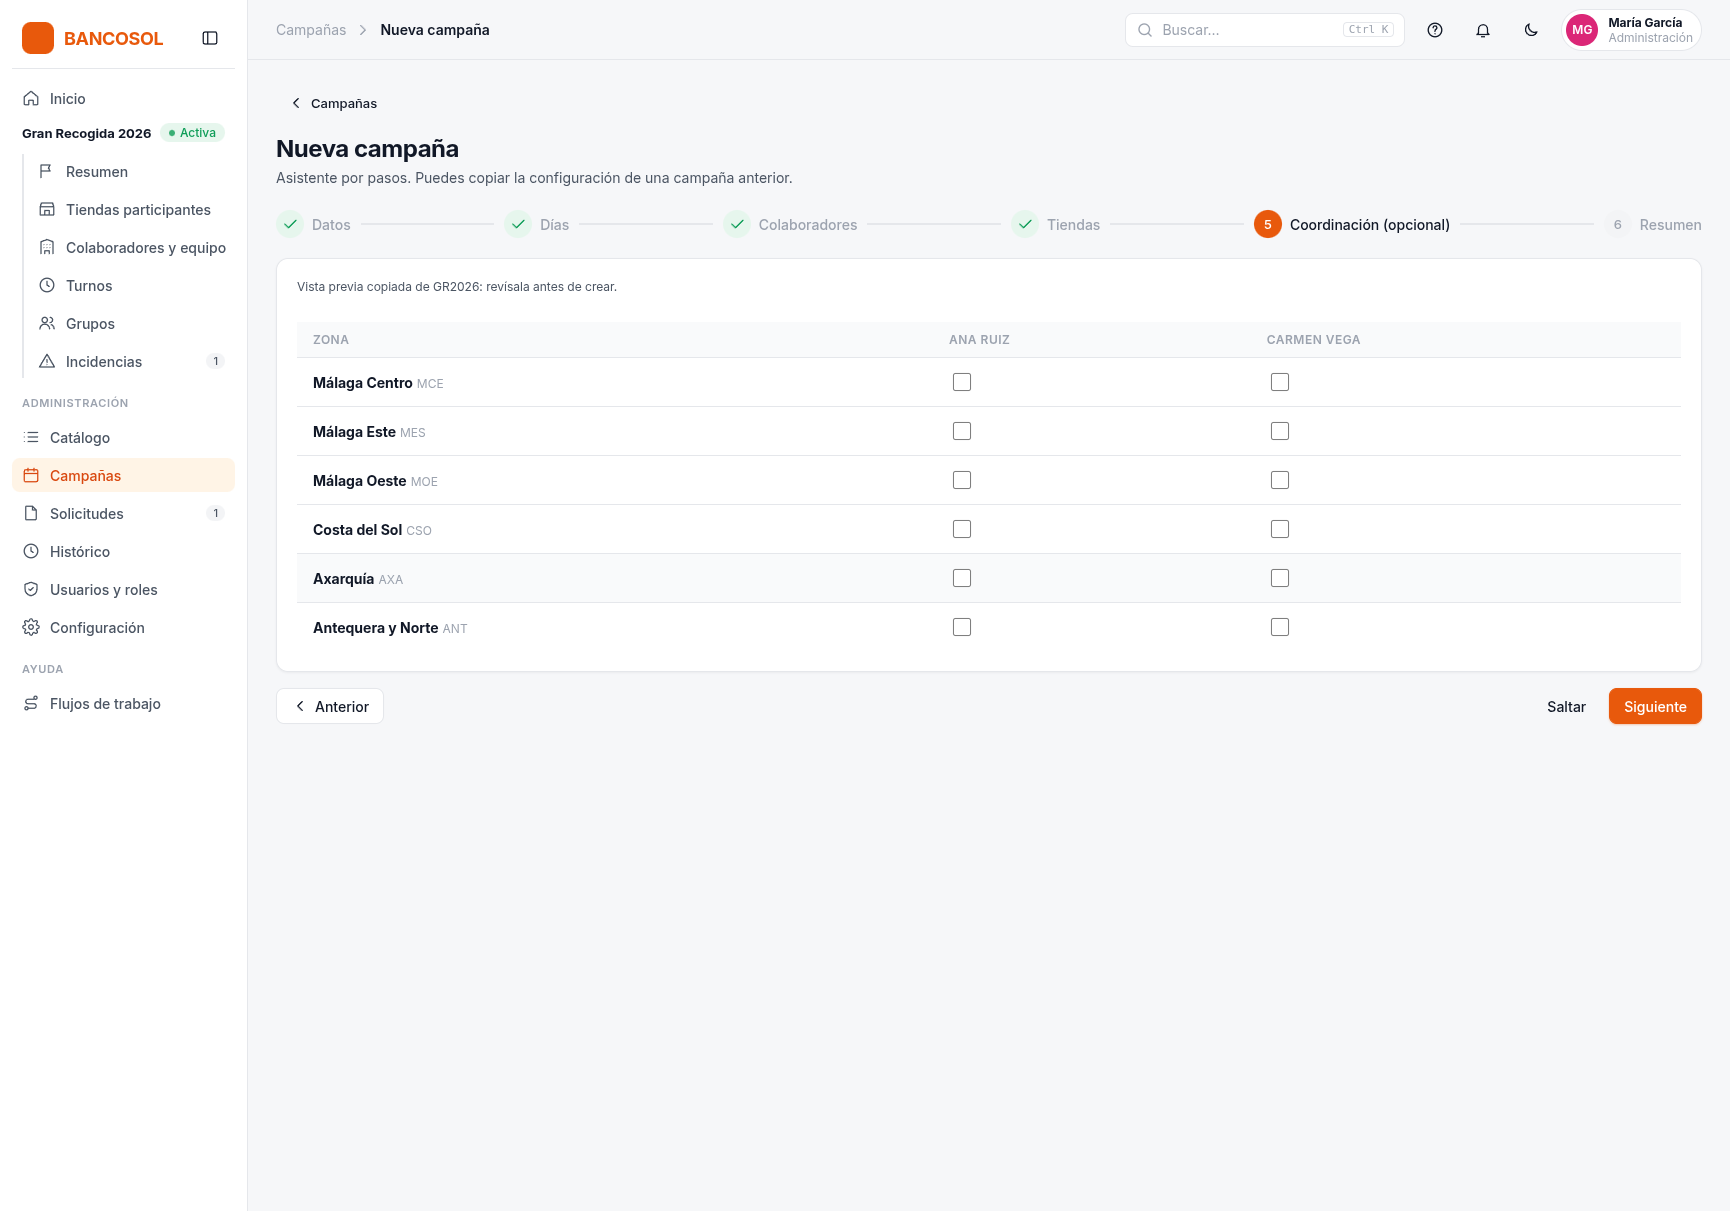 BANCOSOL
Inicio
Gran Recogida 2026 Activa
Resumen
Tiendas participantes
Colaboradores y equipo
Turnos
Grupos
Incidencias 1
ADMINISTRACIÓN
Catálogo
Campañas
Solicitudes 1
Histórico
Usuarios y roles
Configuración
AYUDA
Flujos de trabajo
Campañas Nueva campaña
Buscar... Ctrl K
MG María García
Administración
Campañas
Nueva campaña
Asistente por pasos. Puedes copiar la configuración de una campaña anterior.
Datos Días Colaboradores Tiendas 5 Coordinación (opcional) 6 Resumen
Vista previa copiada de GR2026: revísala antes de crear.
ZONA ANA RUIZ CARMEN VEGA
Málaga Centro MCE
Málaga Este MES
Málaga Oeste MOE
Costa del Sol CSO
Axarquía AXA
Antequera y Norte ANT
Anterior Saltar Siguiente